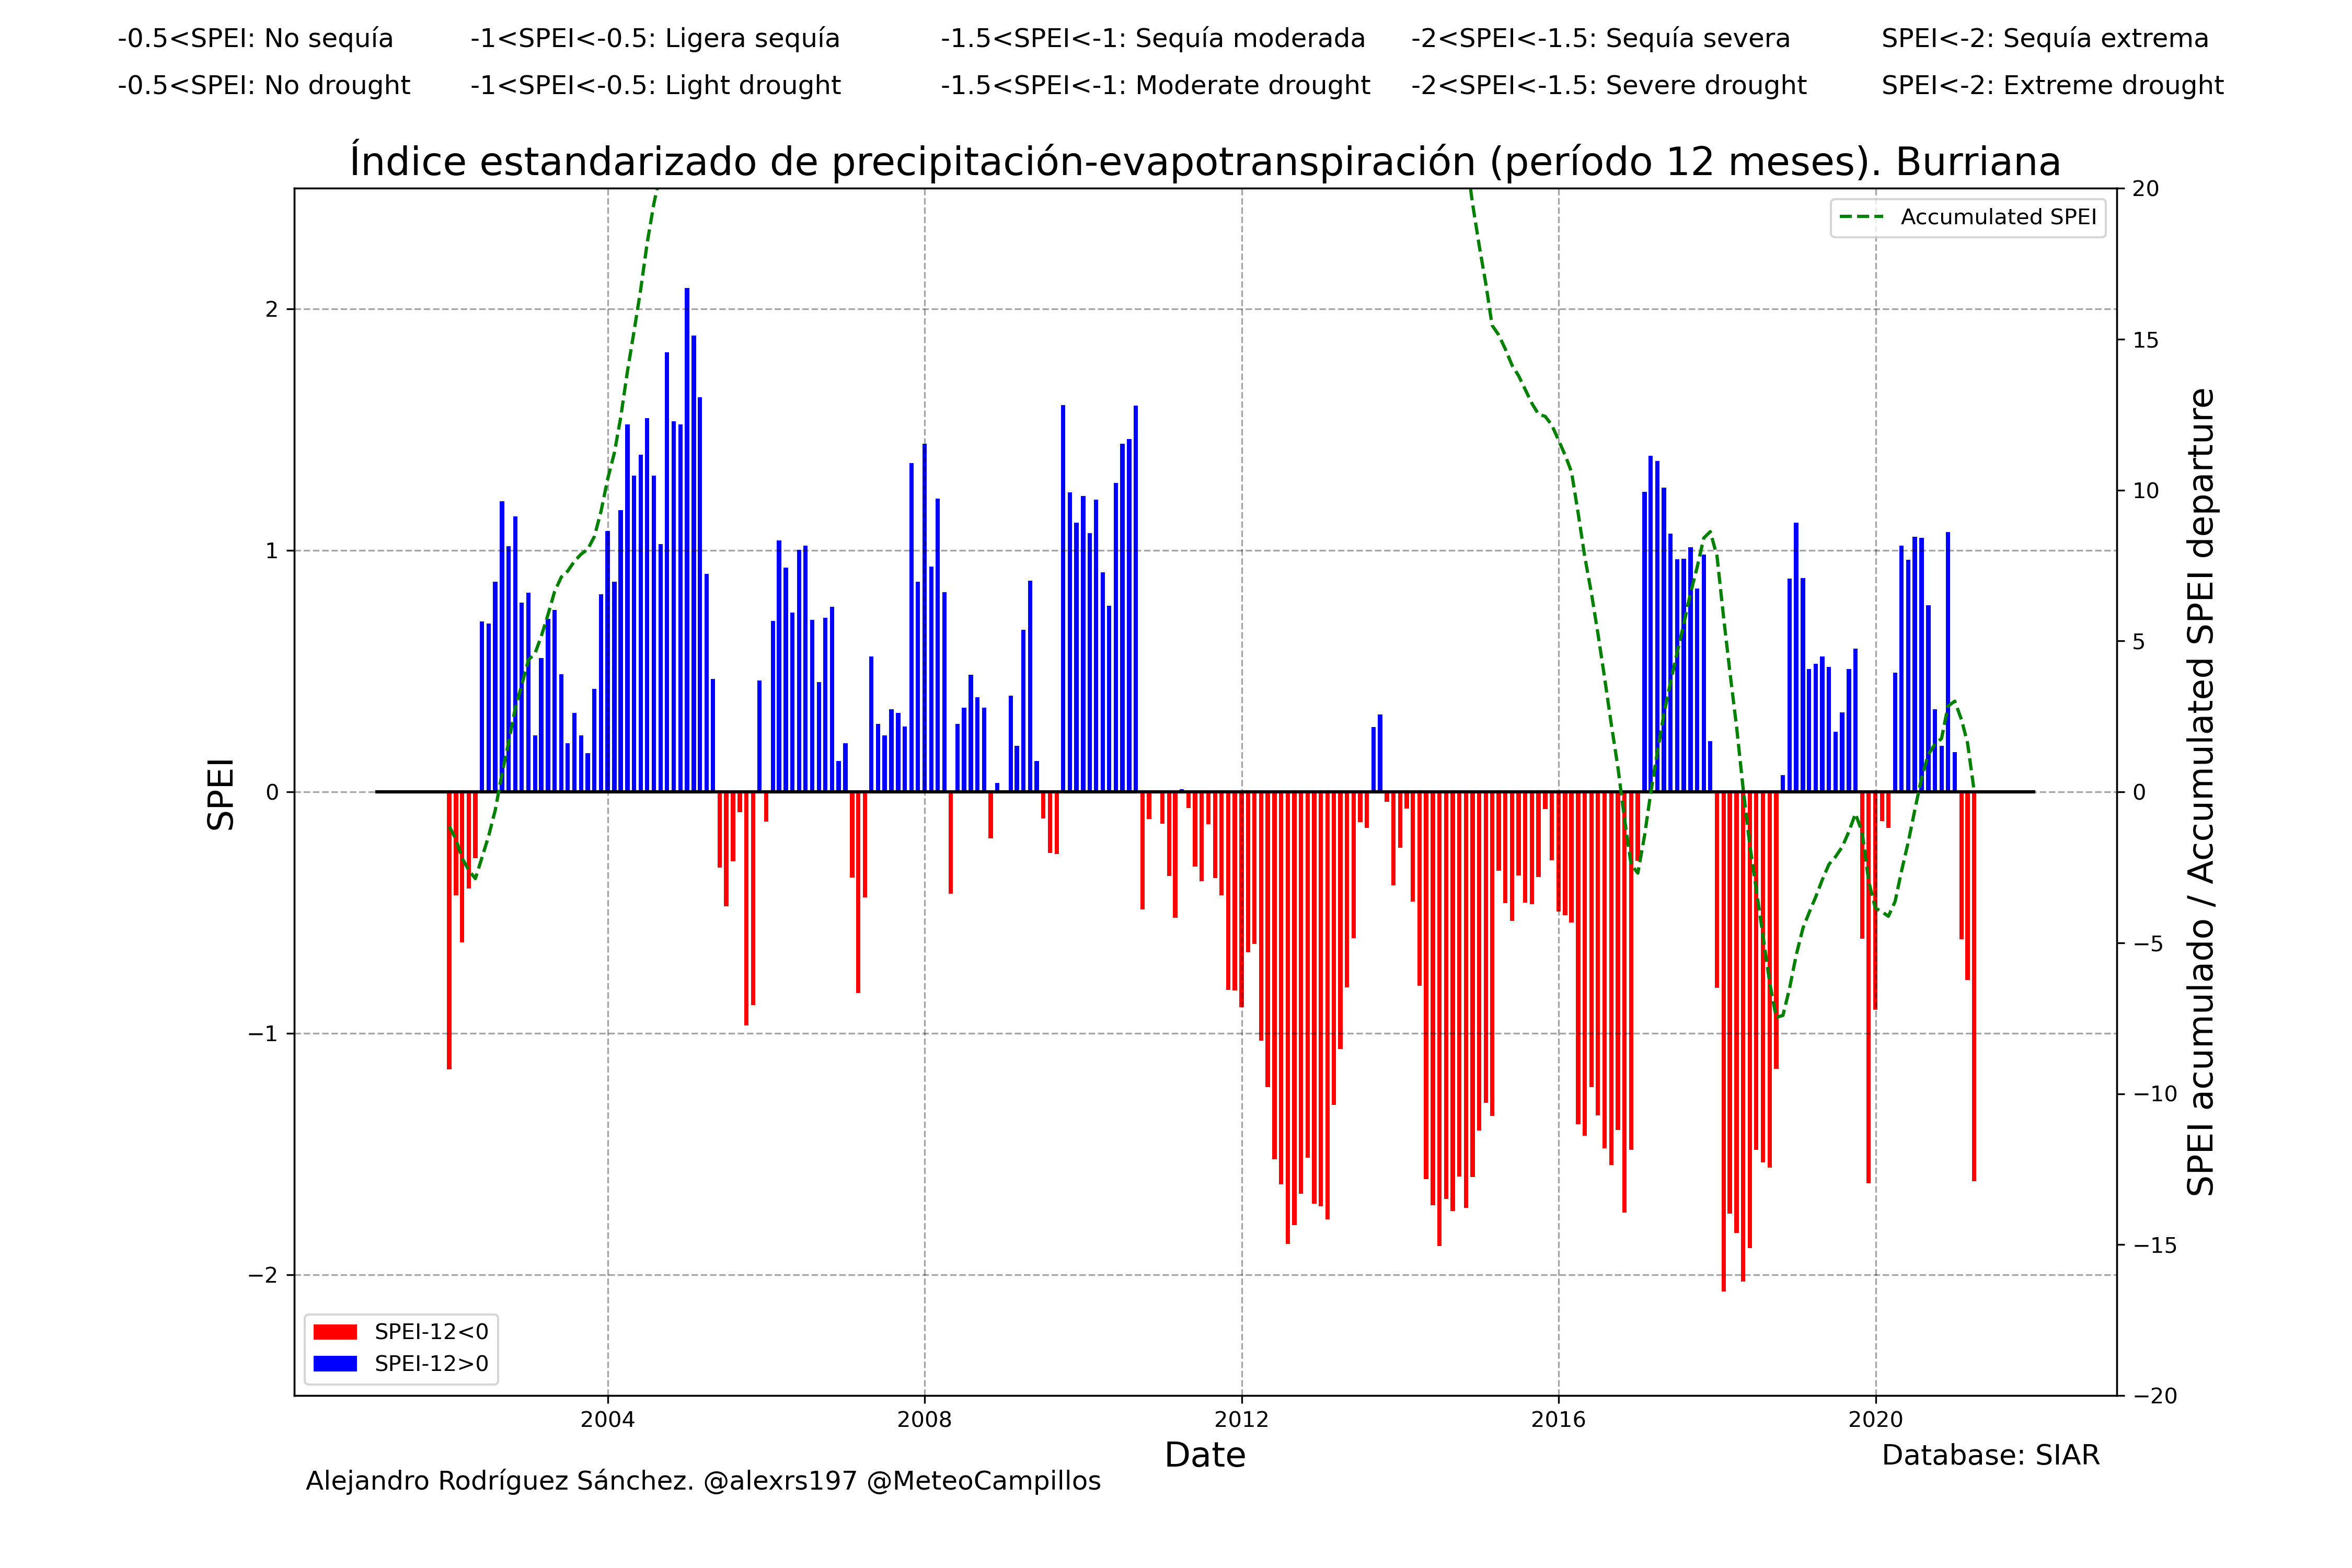 -0.5<SPEI: No sequía -1<SPEI<-0.5: Ligera sequía -1.5<SPEI<-1: Sequía moderada -2<SPEI<-1.5: Sequía severa SPEI<-2: Sequía extrema
-0.5<SPEI: No drought -1<SPEI<-0.5: Light drought -1.5<SPEI<-1: Moderate drought -2<SPEI<-1.5: Severe drought SPEI<-2: Extreme drought
Índice estandarizado de precipitación-evapotranspiración (período 12 meses). Burriana
Accumulated SPEI
SPEI
2
1
0
−1
−2
20
15
10
5
0
−5
−10
−15
−20
SPEI acumulado / Accumulated SPEI departure
SPEI-12<0
SPEI-12>0
2004 2008 2012 2016 2020
Date
Database: SIAR
Alejandro Rodríguez Sánchez. @alexrs197 @MeteoCampillos